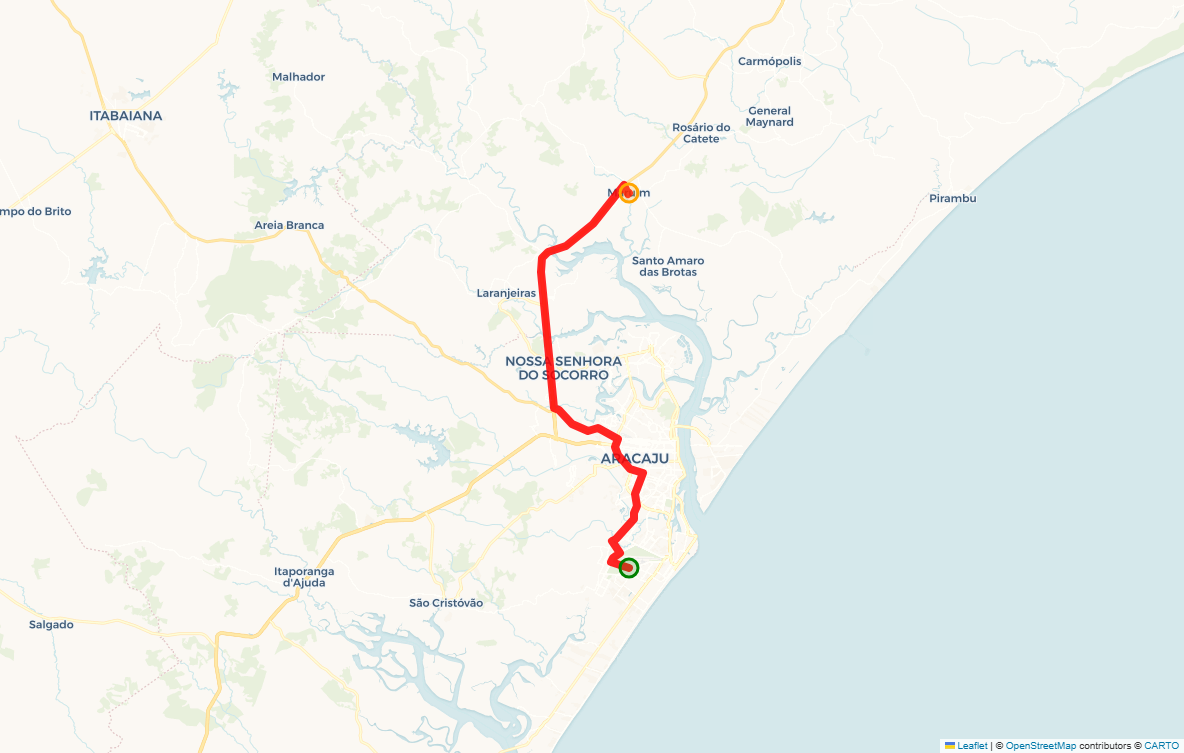 Carmópolis
Malhador
General
Maynard
ITABAIANA
Rosário do
Catete
Pirambu
mpo do Brito
Areia Branca
Santo Amaro
das Brotas
Laranjeiras
NOSSA SENHORA
DO SOCORRO
ARACAJU
Itaporanga
d'Ajuda
São Cristóvão
Salgado
Leaflet | © OpenStreetMap contributors © CARTO